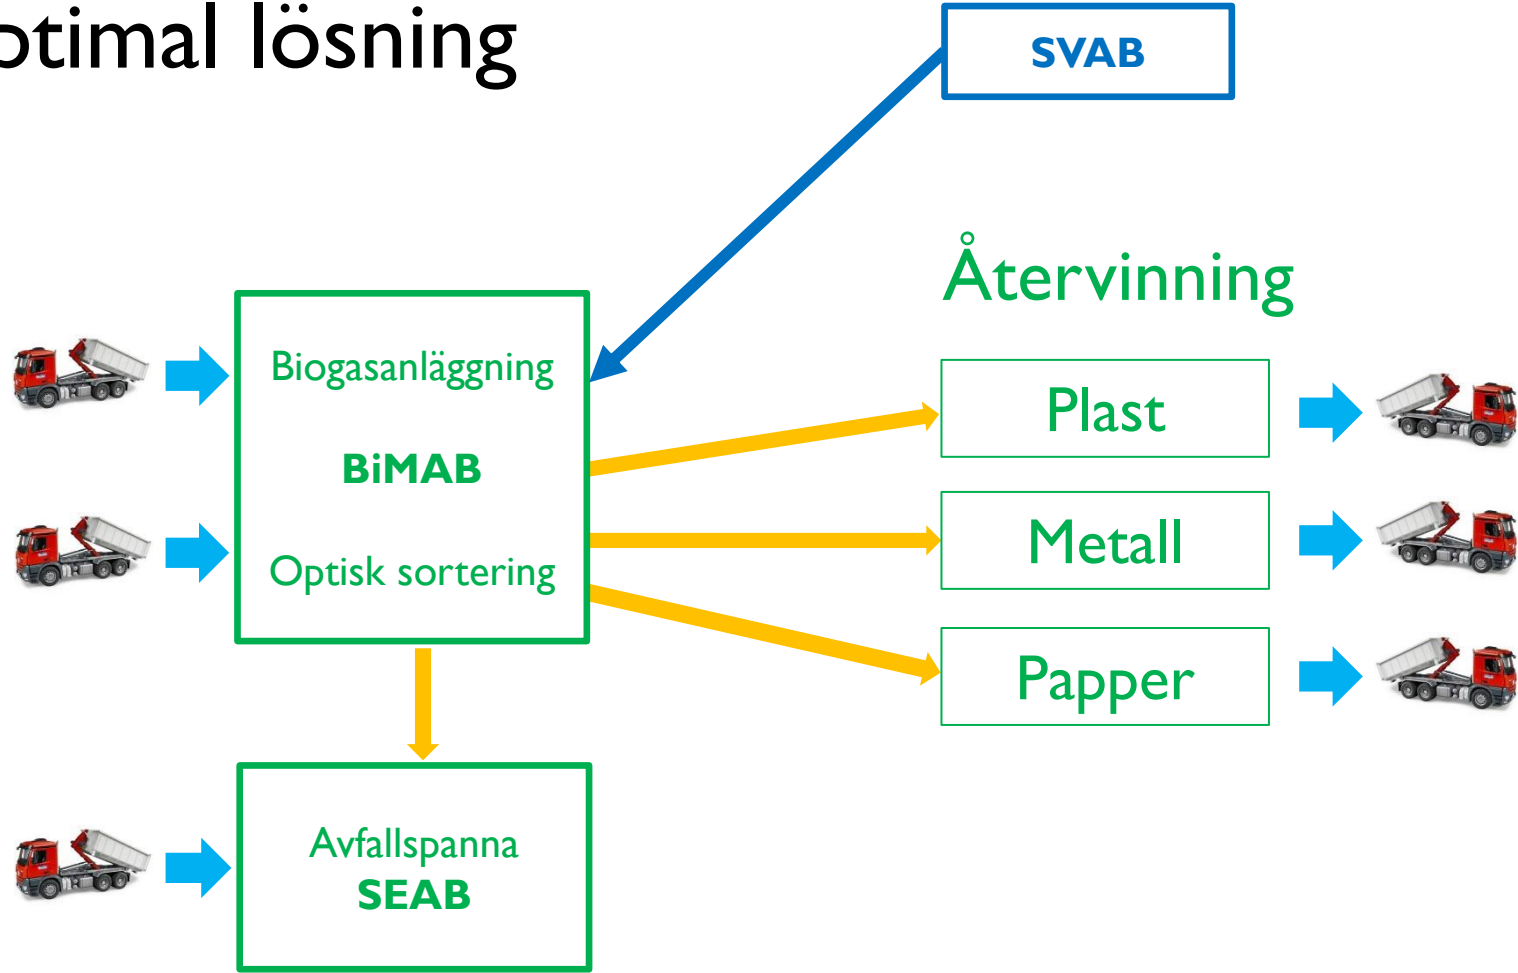 ptimal lösning
SVAB
Återvinning
Biogasanläggning
BiMAB
Optisk sortering
Plast
Metall
Papper
Avfallspanna
SEAB